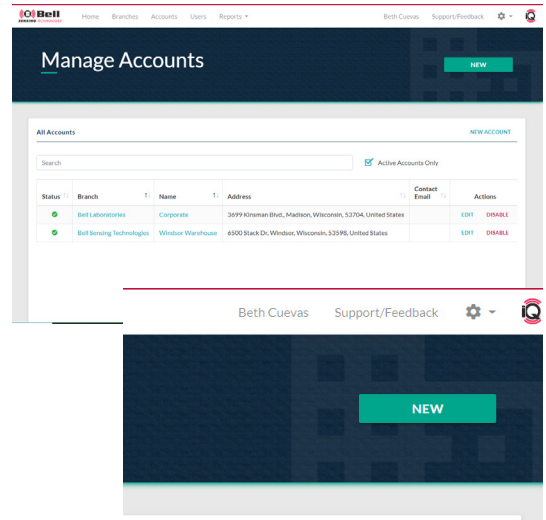 Bell
SENSING TECHNOLOGIES
Home Branches Accounts Users Reports Beth Cuevas Support/Feedback iQ
Manage Accounts
NEW
All Accounts NEW ACCOUNT
Search Active Accounts Only
Status Branch Name Address Contact Email Actions
Bell Laboratories Corporate 3699 Kinsman Blvd., Madison, Wisconsin, 53704, United States EDIT DISABLE
Bell Sensing Technologies Windsor Warehouse 6500 Stack Dr, Windsor, Wisconsin, 53598, United States EDIT DISABLE
Beth Cuevas Support/Feedback iQ
NEW